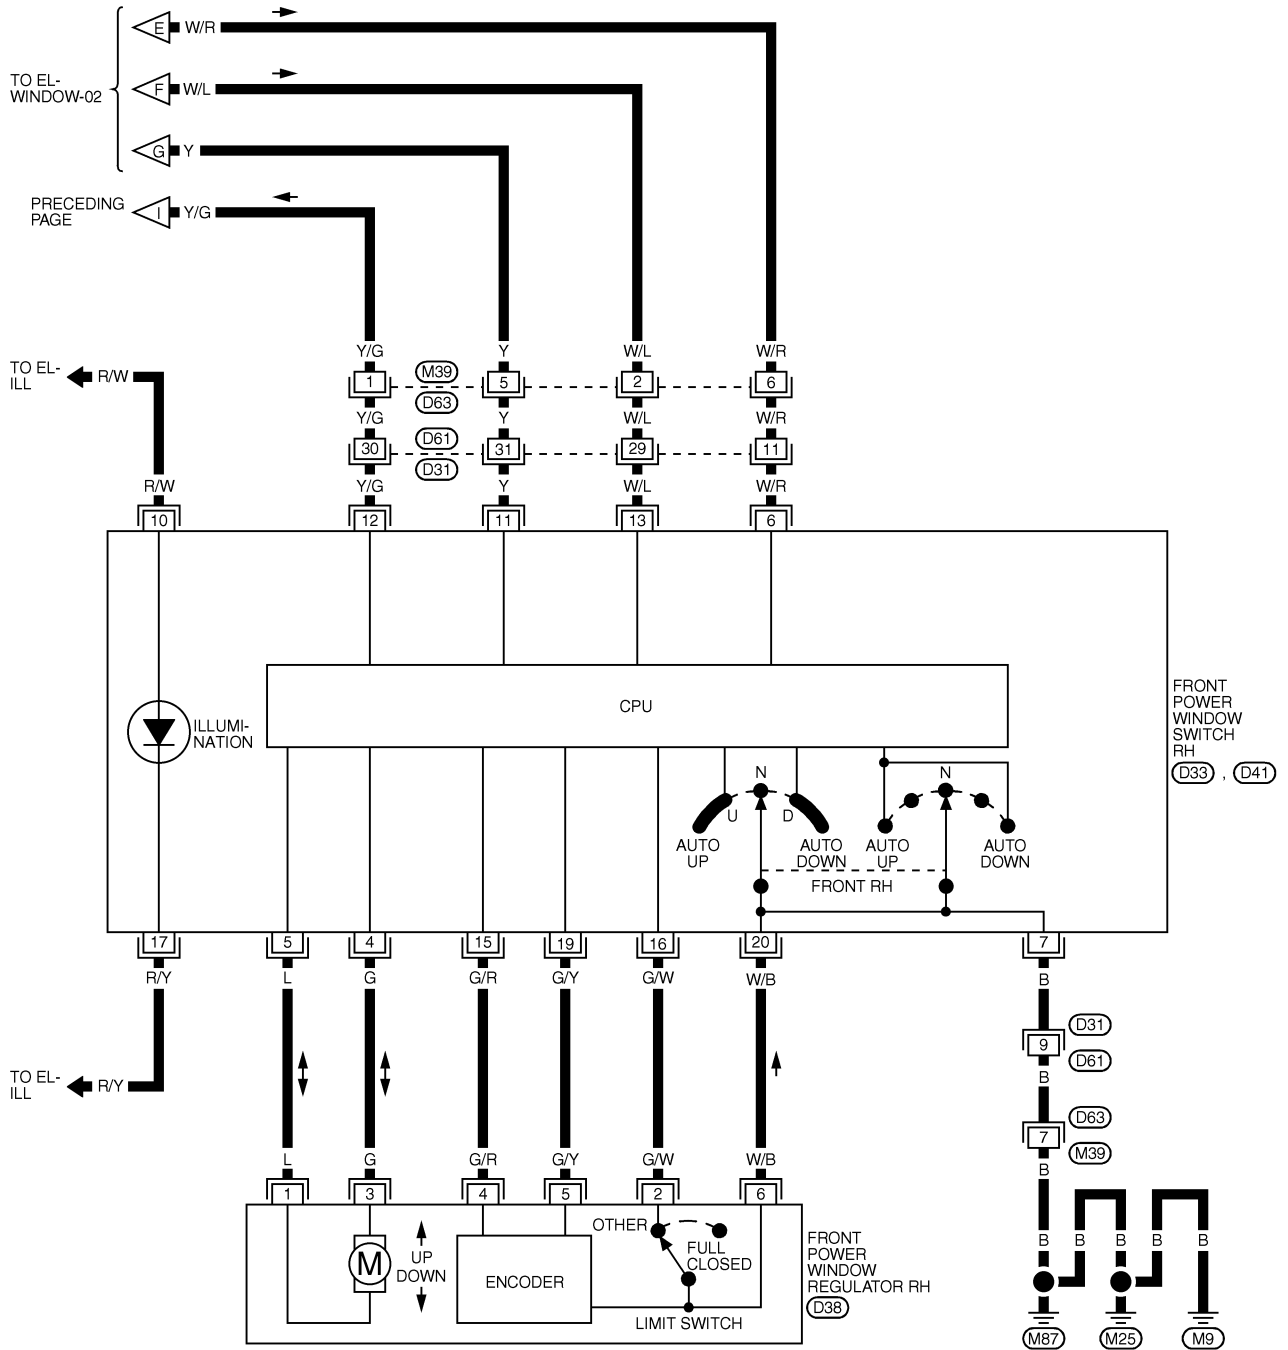 E W/R
TO EL-
WINDOW-02
F W/L
G Y
PRECEDING
PAGE
I Y/G
Y/G Y W/L W/R
TO EL-
ILL
R/W
1 M39 5 2 6
D63
Y/G Y W/L W/R
D61
30 31 29 11
D31
R/W Y/G Y W/L W/R
10 12 11 13 6
CPU
FRONT
POWER
WINDOW
SWITCH
RH
D33 , D41
ILLUMI-
NATION
N N
U D
AUTO
UP
AUTO
DOWN
AUTO
UP
AUTO
DOWN
FRONT RH
17 5 4 15 19 16 20 7
R/Y L G G/R G/Y G/W W/B B
D31
9
D61
TO EL-
ILL
R/Y
B
D63
7
M39
L G G/R G/Y G/W W/B B
1 3 4 5 2 6
OTHER
UP
DOWN
M
FULL
CLOSED
ENCODER
LIMIT SWITCH
FRONT
POWER
WINDOW
REGULATOR RH
D38
B B B B B
M87 M25 M9